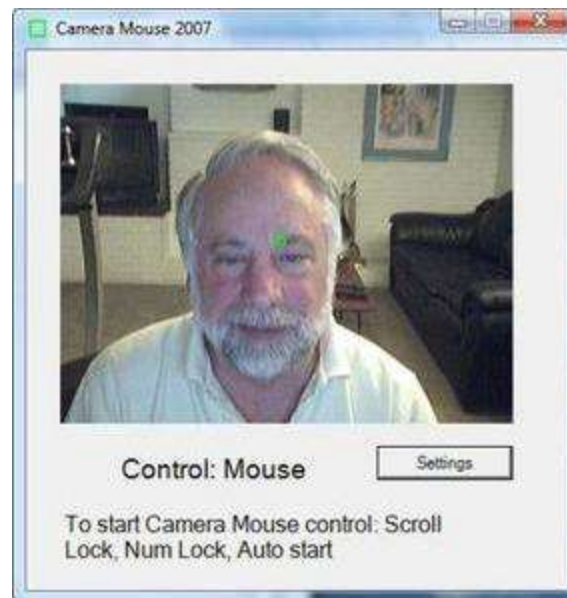 Camera Mouse 2007
Control: Mouse
Settings
To start Camera Mouse control: Scroll
Lock, Num Lock, Auto start